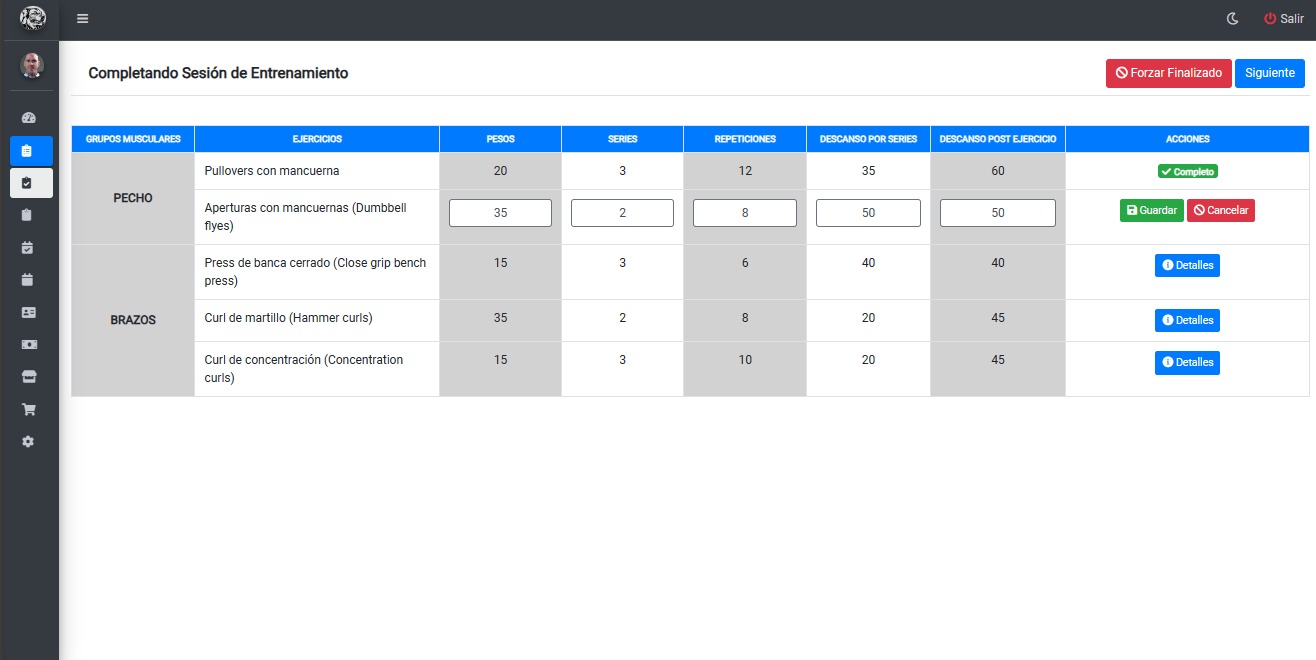 Salir
Completando Sesión de Entrenamiento
Forzar Finalizado
Siguiente
GRUPOS MUSCULARES EJERCICIOS PESOS SERIES REPETICIONES DESCANSO POR SERIES DESCANSO POST EJERCICIO ACCIONES
PECHO
Pullovers con mancuerna 20 3 12 35 60 Completo
Aperturas con mancuernas (Dumbbell 35 2 8 50 50 Guardar Cancelar
flyes)
BRAZOS
Press de banca cerrado (Close grip bench 15 3 6 40 40 Detalles
press)
Curl de martillo (Hammer curls) 35 2 8 20 45 Detalles
Curl de concentración (Concentration 15 3 10 20 45 Detalles
curls)